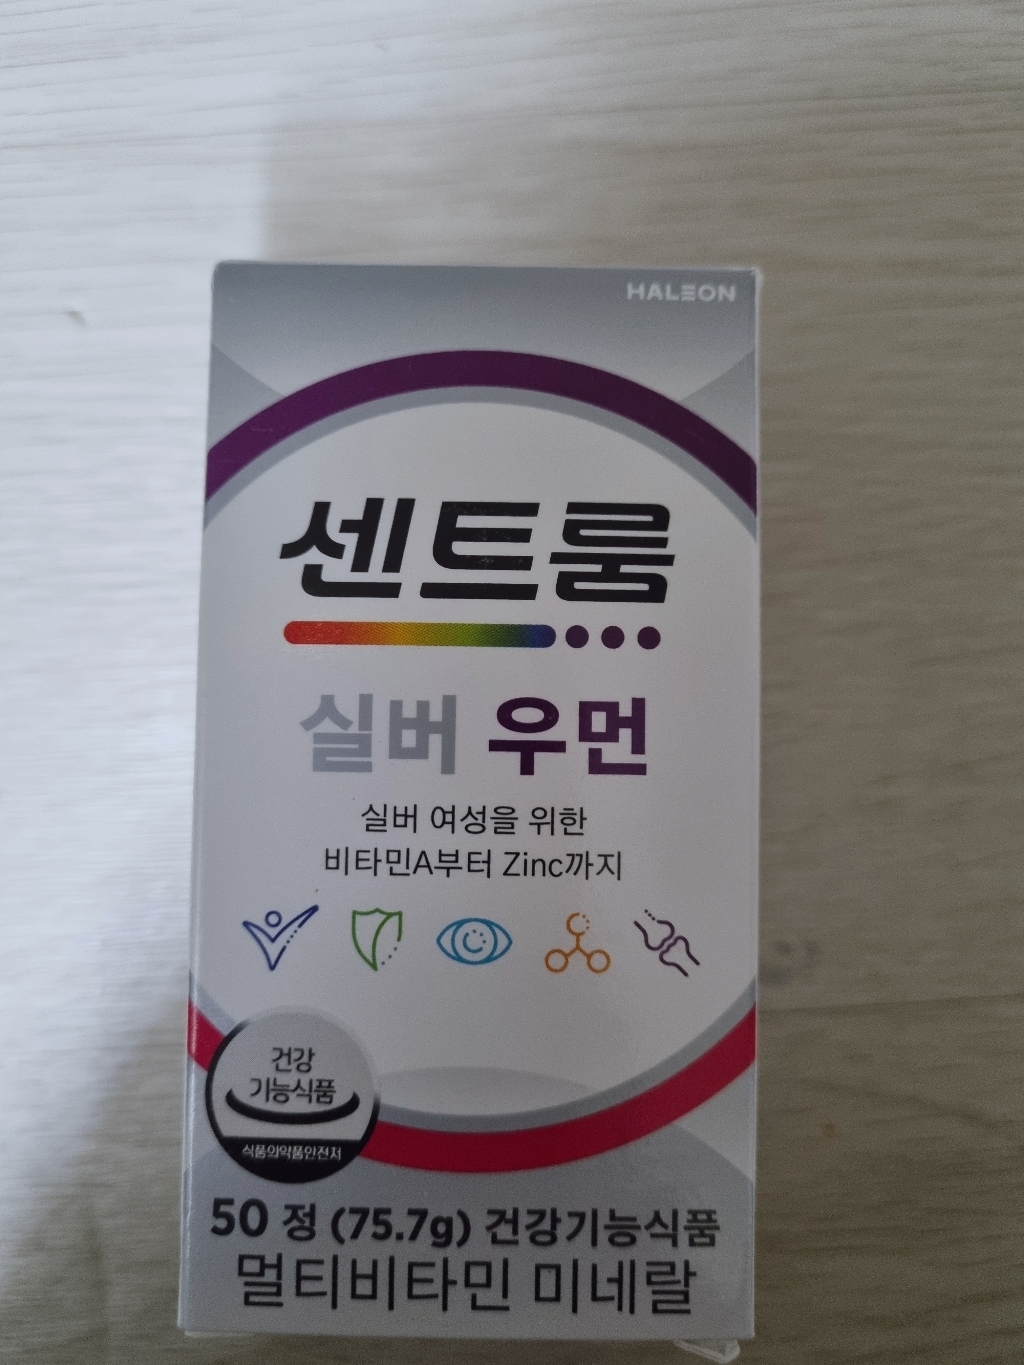 HALEON
센트룸
실버 우먼
실버 여성을 위한
비타민A부터 Zinc까지
건강
기능식품
식품의약품안전처
50 정 (75.7g) 건강기능식품
멀티비타민 미네랄